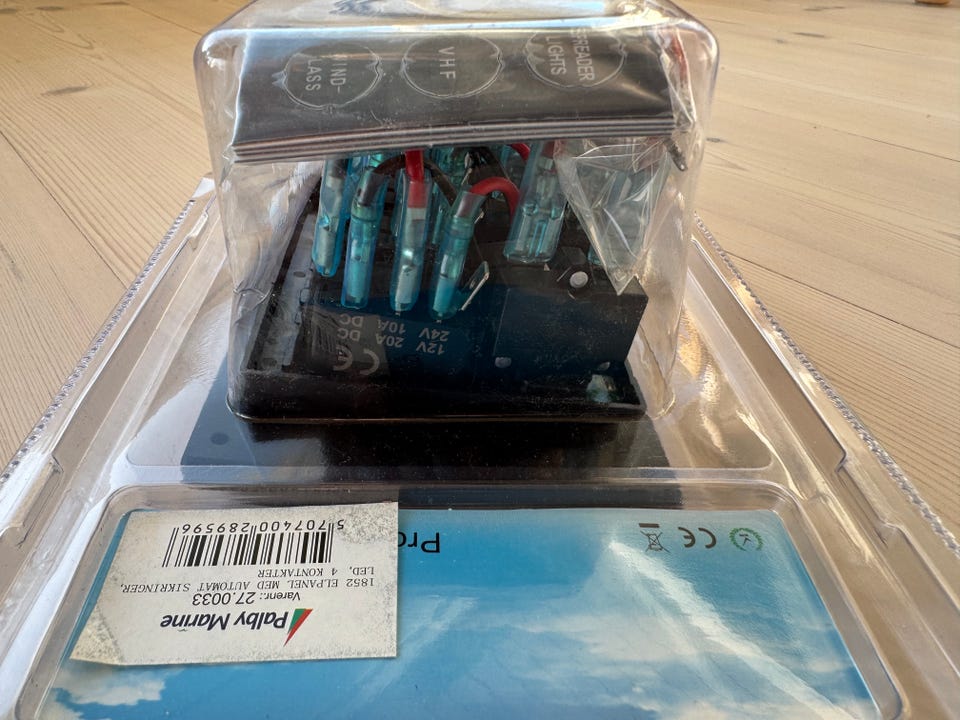 WIND-
LASS
VHF
SPREADER
LIGHTS
12V 20A DC
24V 10A DC
CE
Pro
CE
Palby Marine
Varenr.: 27.0033
1852 ELPANEL MED AUTOMAT SIKRINGER,
LED, 4 KONTAKTER
5707400289596